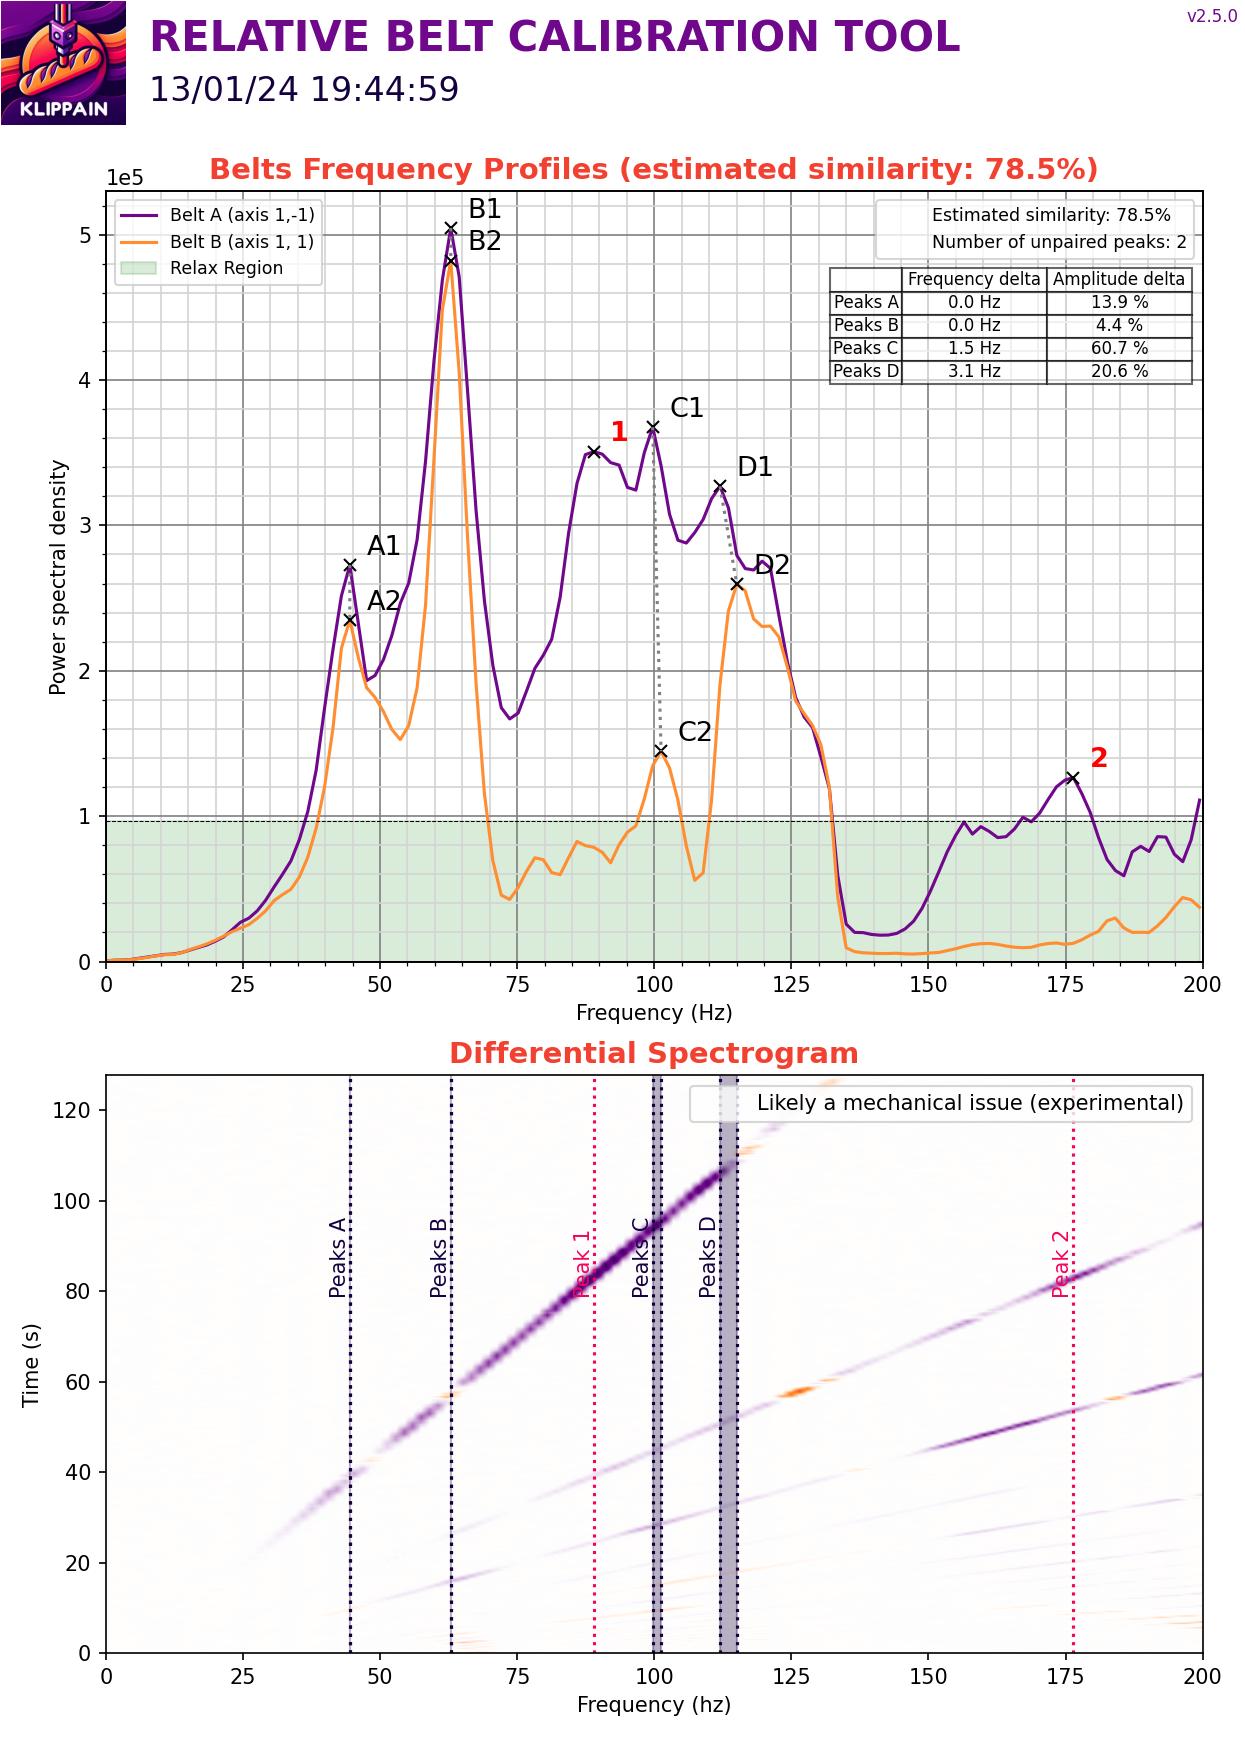 RELATIVE BELT CALIBRATION TOOL
v2.5.0
13/01/24 19:44:59
KLIPPAIN
Belts Frequency Profiles (estimated similarity: 78.5%)
1e5
Belt A (axis 1,-1)
Belt B (axis 1, 1)
Relax Region
Estimated similarity: 78.5%
Number of unpaired peaks: 2
Frequency delta Amplitude delta
Peaks A 0.0 Hz 13.9 %
Peaks B 0.0 Hz 4.4 %
Peaks C 1.5 Hz 60.7 %
Peaks D 3.1 Hz 20.6 %
B1
B2
C1
1
D1
A1
D2
A2
C2
2
5
4
3
2
1
0
Power spectral density
0 25 50 75 100 125 150 175 200
Frequency (Hz)
Differential Spectrogram
Likely a mechanical issue (experimental)
Peaks A
Peaks B
Peak 1
Peaks C
Peaks D
Peak 2
120
100
80
60
40
20
0
Time (s)
0 25 50 75 100 125 150 175 200
Frequency (hz)